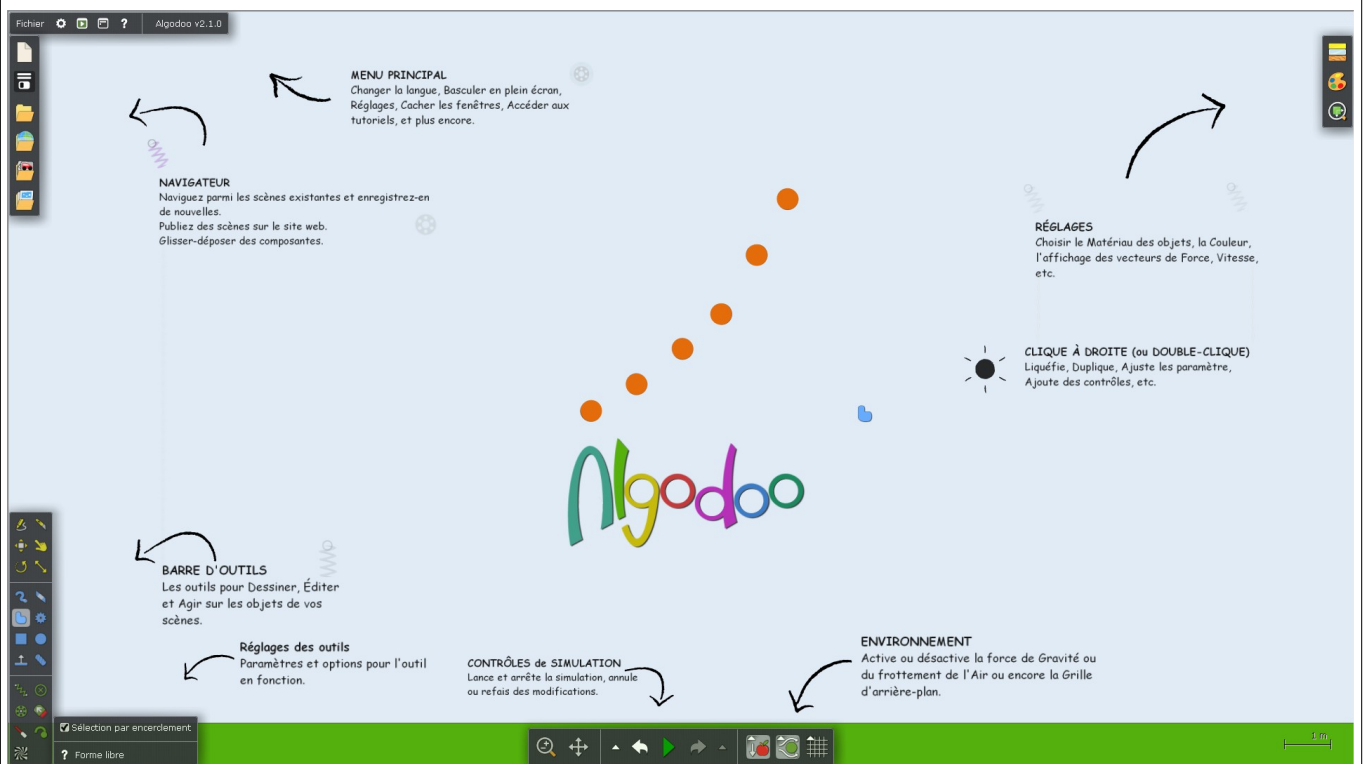 Fichier ? Algodoo v2.1.0
MENU PRINCIPAL
Changer la langue, Basculer en plein écran,
Réglages, Cacher les fenêtres, Accéder aux
tutoriels, et plus encore.
NAVIGATEUR
Naviguez parmi les scènes existantes et enregistrez-en
de nouvelles.
Publiez des scènes sur le site web.
Glisser-déposer des composantes.
RÉGLAGES
Choisir le Matériau des objets, la Couleur,
l'affichage des vecteurs de Force, Vitesse,
etc.
CLIQUE À DROITE (ou DOUBLE-CLIQUE)
Liquéfie, Duplique, Ajuste les paramètre,
Ajoute des contrôles, etc.
Algodoo
BARRE D'OUTILS
Les outils pour Dessiner, Éditer
et Agir sur les objets de vos
scènes.
Réglages des outils
Paramètres et options pour l'outil
en fonction.
CONTRÔLES de SIMULATION
Lance et arrête la simulation, annule
ou refais des modifications.
ENVIRONNEMENT
Active ou désactive la force de Gravité ou
du frottement de l'Air ou encore la Grille
d'arrière-plan.
Sélection par encerclement
? Forme libre
1 m